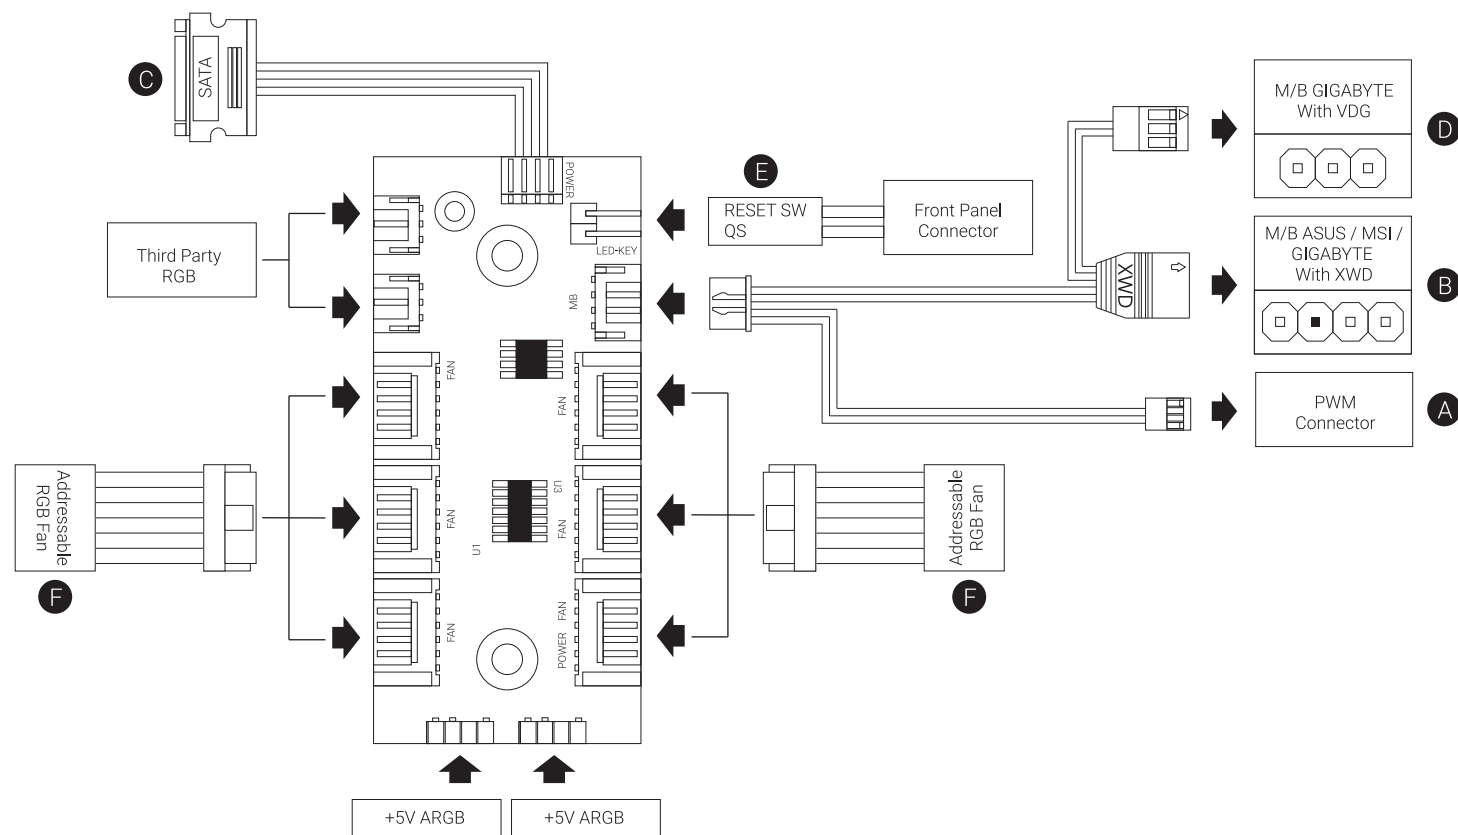 C
SATA
POWER
E
RESET SW
QS
Front Panel
Connector
M/B GIGABYTE
With VDG
D
Third Party
RGB
LED-KEY
MB
XWD
M/B ASUS / MSI /
GIGABYTE
With XWD
B
FAN
FAN
PWM
Connector
A
Addressable
RGB Fan
F
FAN
U3
FAN
U1
Addressable
RGB Fan
F
FAN
FAN
POWER
+5V ARGB
+5V ARGB